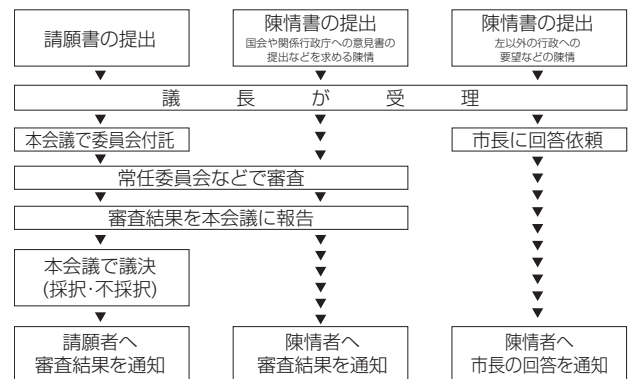 請願書の提出
陳情書の提出
国会や関係行政庁への意見書の
提出などを求める陳情
陳情書の提出
左以外の行政への
要望などの陳情
議長が受理
本会議で委員会付託
市長に回答依頼
常任委員会などで審査
審査結果を本会議に報告
本会議で議決
(採択・不採択)
請願者へ
審査結果を通知
陳情者へ
審査結果を通知
陳情者へ
市長の回答を通知